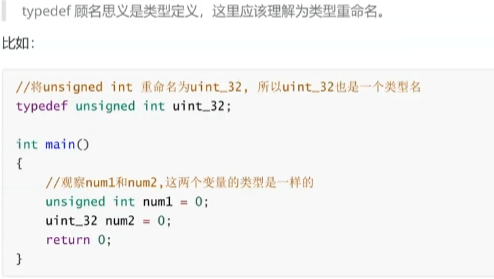 typedef 顾名思义是类型定义，这里应该理解为类型重命名。
比如：
//将unsigned int 重命名为uint_32, 所以uint_32也是一个类型名
typedef unsigned int uint_32;
int main()
{
//观察num1和num2,这两个变量的类型是一样的
unsigned int num1 = 0;
uint_32 num2 = 0;
return 0;
}